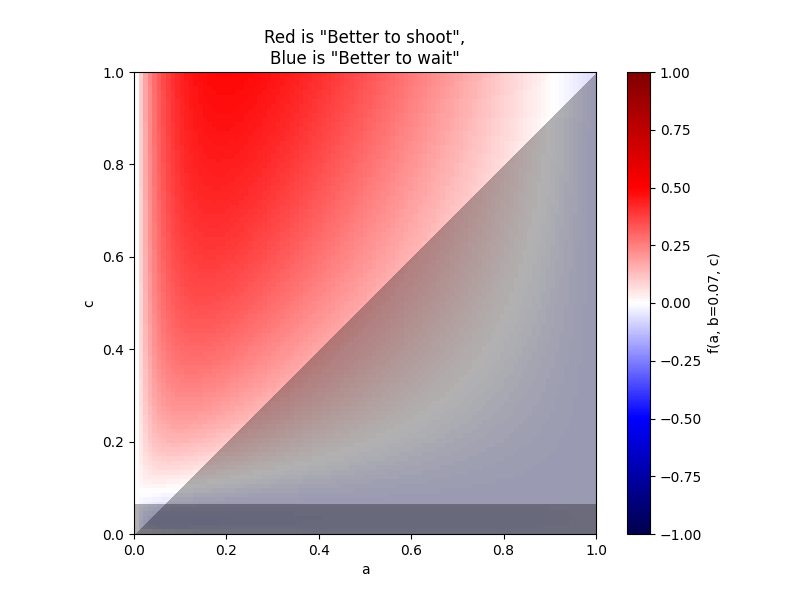 Red is "Better to shoot",
Blue is "Better to wait"
1.0
0.8
0.6
0.4
0.2
0.0
c
0.0 0.2 0.4 0.6 0.8 1.0
a
1.00
0.75
0.50
0.25
0.00
−0.25
−0.50
−0.75
−1.00
f(a, b=0.07, c)